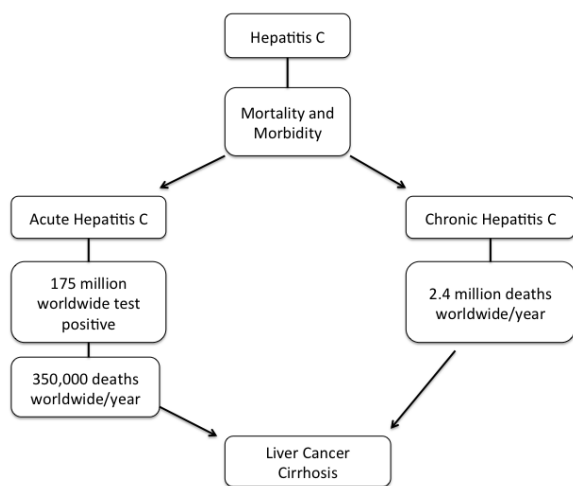 Hepatitis C
Mortality and
Morbidity
Acute Hepatitis C
Chronic Hepatitis C
175 million
worldwide test
positive
2.4 million deaths
worldwide/year
350,000 deaths
worldwide/year
Liver Cancer
Cirrhosis